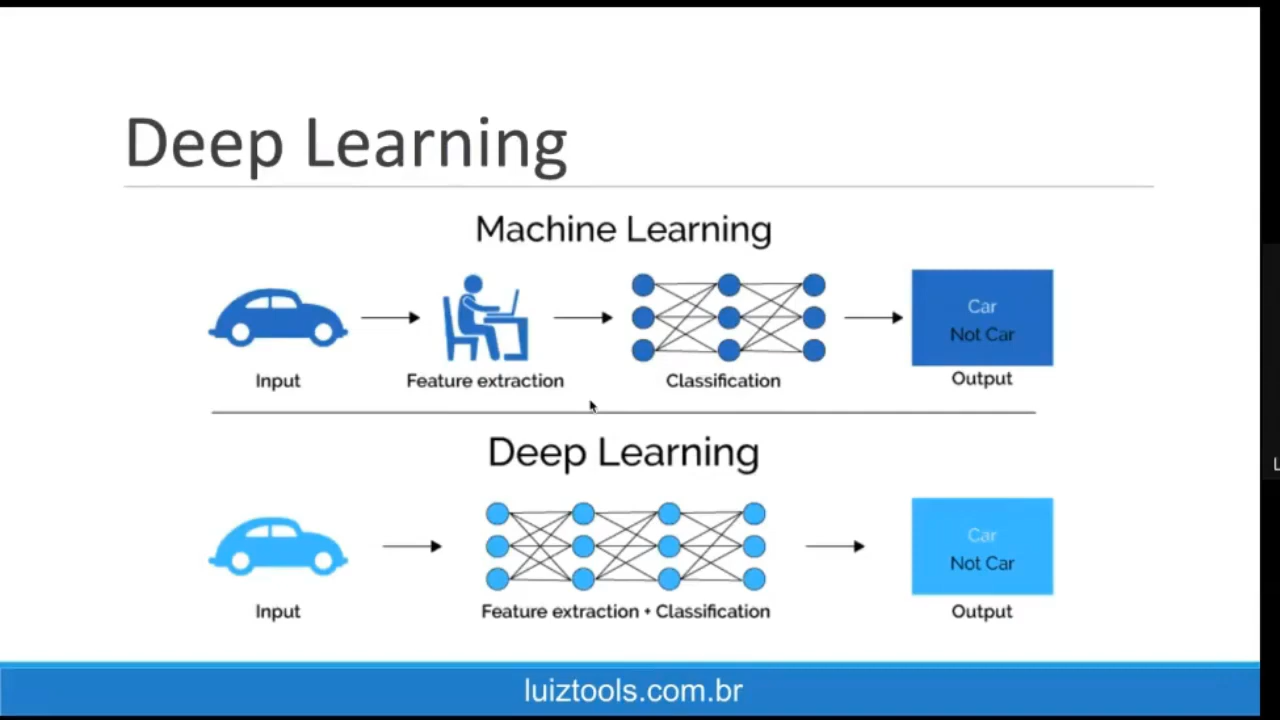 Deep Learning
Machine Learning
Input
Feature extraction
Classification
Car
Not Car
Output
Deep Learning
Input
Feature extraction + Classification
Car
Not Car
Output
luiztools.com.br
L